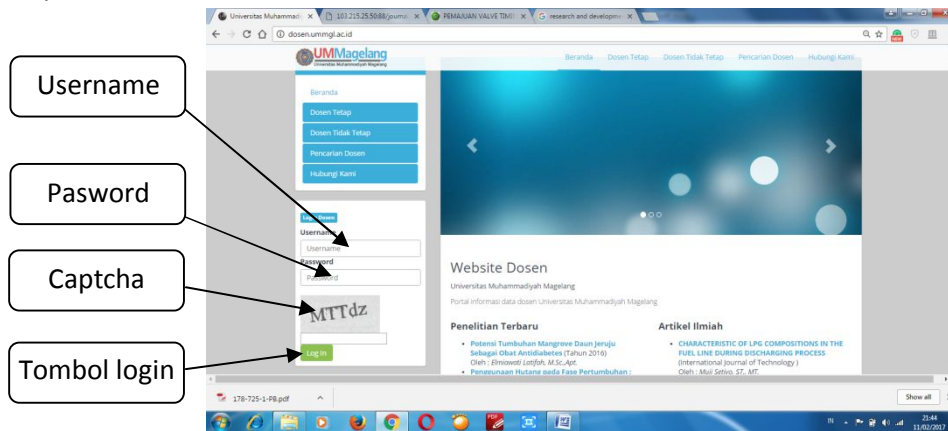 Username
Pasword
Captcha
Tombol login
Universitas Muhammadi
103.215.25.50:88/journal
PEMAJUAN VALVE TIMI
research and developme
dosen.ummgl.ac.id
UMMagelang
Universitas Muhammadiyah Magelang
Beranda Dosen Tetap Dosen Tidak Tetap Pencarian Dosen Hubungi Kami
Beranda
Dosen Tetap
Dosen Tidak Tetap
Pencarian Dosen
Hubungi Kami
Login Dosen
Username
Username
Password
Password
MTTdz
Log In
Website Dosen
Universitas Muhammadiyah Magelang
Portal informasi data dosen Universitas Muhammadiyah Magelang
Penelitian Terbaru
Potensi Tumbuhan Mangrove Daun Jeruju
Sebagai Obat Antidiabetes (Tahun 2016)
Oleh : Elmiawati Latifah, M.Sc.,Apt.
Penggunaan Hutang pada Fase Pertumbuhan :
Artikel Ilmiah
CHARACTERISTIC OF LPG COMPOSITIONS IN THE
FUEL LINE DURING DISCHARGING PROCESS
(International Journal of Technology )
Oleh : Muji Setiyo, ST., MT.
178-725-1-PB.pdf
Show all
IN
21:44
11/02/2017